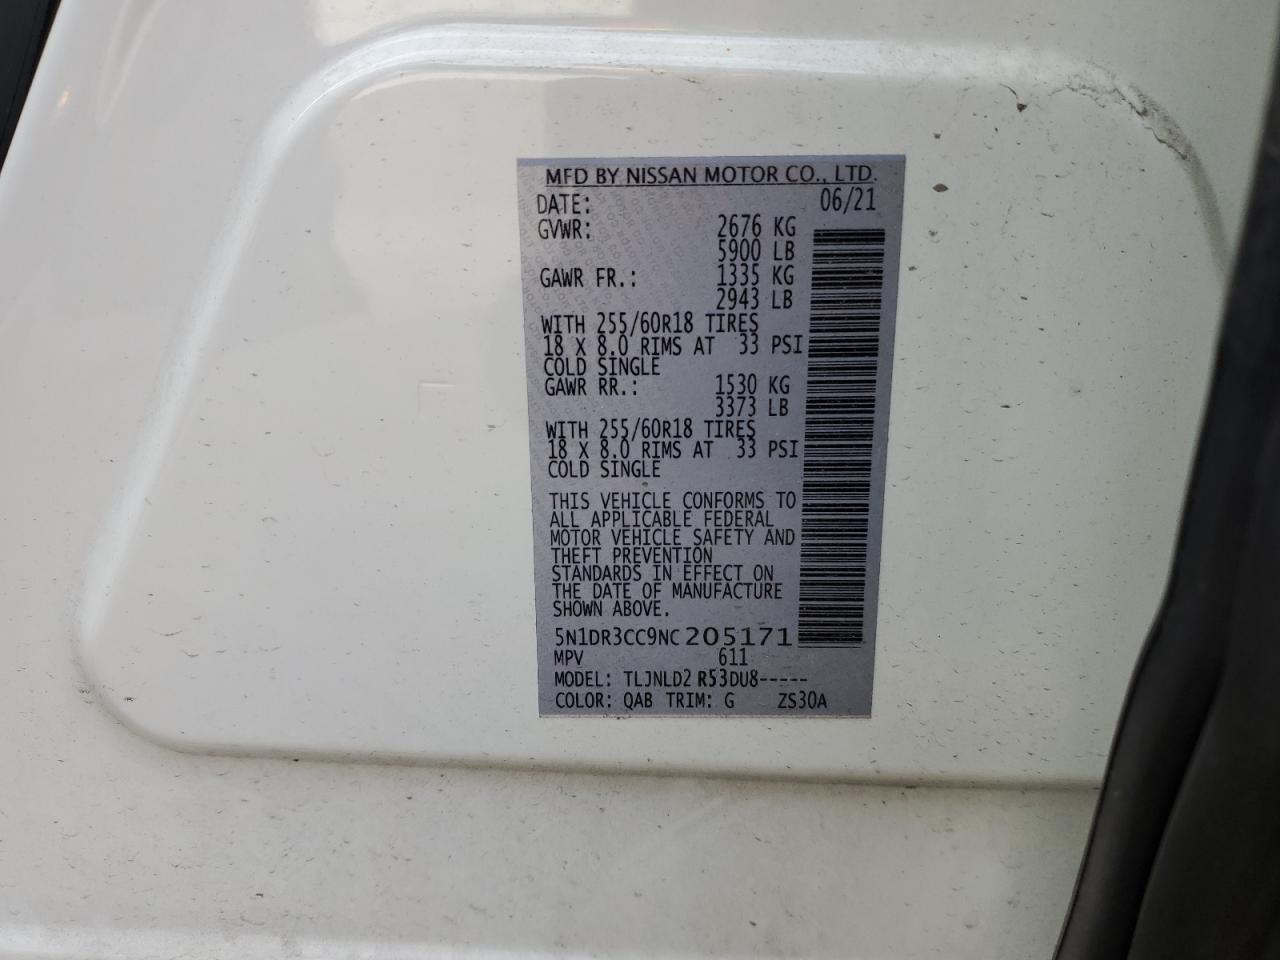 MFD BY NISSAN MOTOR CO., LTD.
DATE: 06/21
GVWR: 2676 KG
5900 LB
GAWR FR.: 1335 KG
2943 LB
WITH 255/60R18 TIRES
18 X 8.0 RIMS AT 33 PSI
COLD SINGLE
GAWR RR.: 1530 KG
3373 LB
WITH 255/60R18 TIRES
18 X 8.0 RIMS AT 33 PSI
COLD SINGLE
THIS VEHICLE CONFORMS TO
ALL APPLICABLE FEDERAL
MOTOR VEHICLE SAFETY AND
THEFT PREVENTION
STANDARDS IN EFFECT ON
THE DATE OF MANUFACTURE
SHOWN ABOVE.
5N1DR3CC9NC205171
MPV 611
MODEL: TLJNLD2 R53DU8-----
COLOR: QAB TRIM: G ZS30A